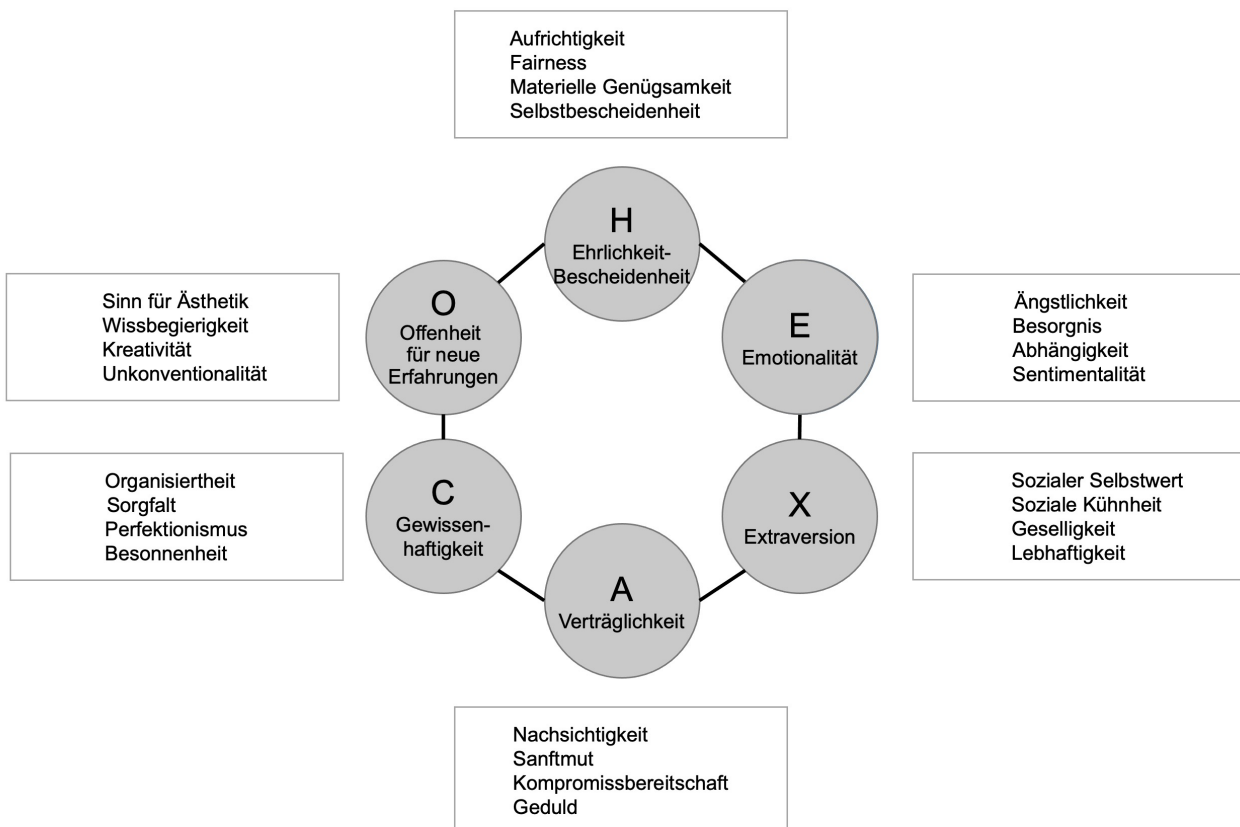 Aufrichtigkeit
Fairness
Materielle Genügsamkeit
Selbstbescheidenheit
H
Ehrlichkeit-
Bescheidenheit
O
Offenheit
für neue
Erfahrungen
Sinn für Ästhetik
Wissbegierigkeit
Kreativität
Unkonventionalität
E
Emotionalität
Ängstlichkeit
Besorgnis
Abhängigkeit
Sentimentalität
Organisiertheit
Sorgfalt
Perfektionismus
Besonnenheit
C
Gewissen-
haftigkeit
X
Extraversion
Sozialer Selbstwert
Soziale Kühnheit
Geselligkeit
Lebhaftigkeit
A
Verträglichkeit
Nachsichtigkeit
Sanftmut
Kompromissbereitschaft
Geduld